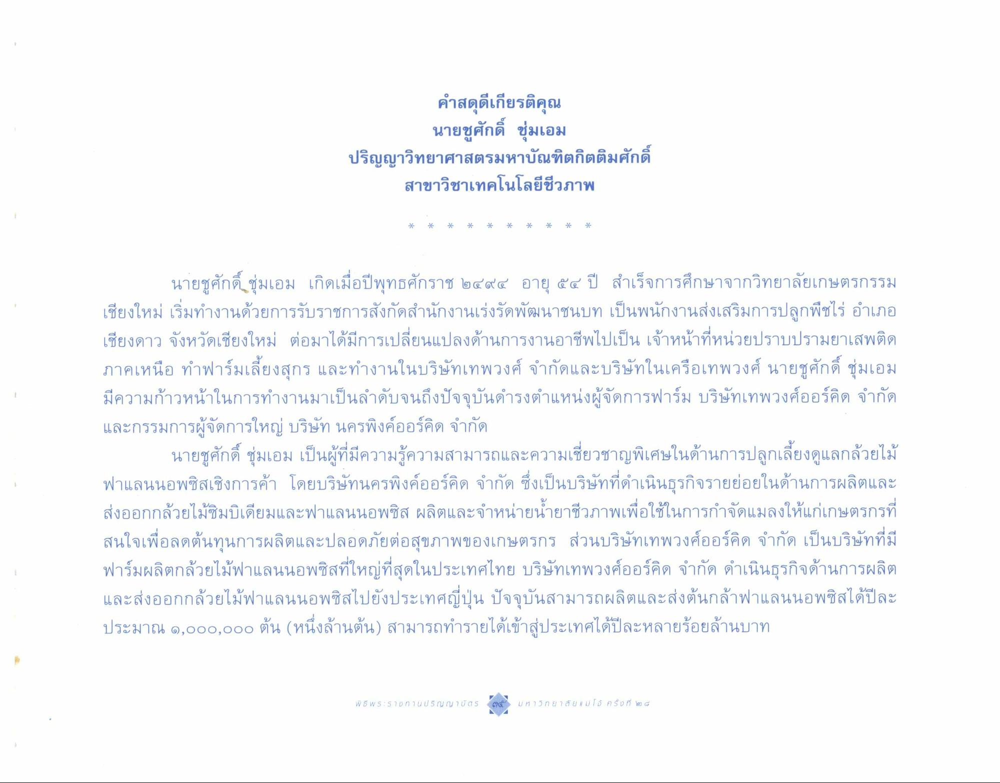 คำสดุดีเกียรติคุณ
นายชูศักดิ์ ชุ่มเอม
ปริญญาวิทยาศาสตรมหาบัณฑิตกิตติมศักดิ์
สาขาวิชาเทคโนโลยีชีวภาพ
* * * * * * * * * *
นายชูศักดิ์ ชุ่มเอม เกิดเมื่อปีพุทธศักราช ๒๔๙๔ อายุ ๕๔ ปี สำเร็จการศึกษาจากวิทยาลัยเกษตรกรรม
เชียงใหม่ เริ่มทำงานด้วยการรับราชการสังกัดสำนักงานเร่งรัดพัฒนาชนบท เป็นพนักงานส่งเสริมการปลูกพืชไร่ อำเภอ
เชียงดาว จังหวัดเชียงใหม่ ต่อมาได้มีการเปลี่ยนแปลงด้านการงานอาชีพไปเป็น เจ้าหน้าที่หน่วยปราบปรามยาเสพติด
ภาคเหนือ ทำฟาร์มเลี้ยงสุกร และทำงานในบริษัทเทพวงศ์ จำกัดและบริษัทในเครือเทพวงศ์ นายชูศักดิ์ ชุ่มเอม
มีความก้าวหน้าในการทำงานมาเป็นลำดับจนถึงปัจจุบันดำรงตำแหน่งผู้จัดการฟาร์ม บริษัทเทพวงศ์ออร์คิด จำกัด
และกรรมการผู้จัดการใหญ่ บริษัท นครพิงค์ออร์คิด จำกัด
นายชูศักดิ์ ชุ่มเอม เป็นผู้ที่มีความรู้ความสามารถและความเชี่ยวชาญพิเศษในด้านการปลูกเลี้ยงดูแลกล้วยไม้
ฟาแลนนอพซิสเชิงการค้า โดยบริษัทนครพิงค์ออร์คิด จำกัด ซึ่งเป็นบริษัทที่ดำเนินธุรกิจรายย่อยในด้านการผลิตและ
ส่งออกกล้วยไม้ซิมบิเดียมและฟาแลนนอพซิส ผลิตและจำหน่ายน้ำยาชีวภาพเพื่อใช้ในการกำจัดแมลงให้แก่เกษตรกรที่
สนใจเพื่อลดต้นทุนการผลิตและปลอดภัยต่อสุขภาพของเกษตรกร ส่วนบริษัทเทพวงศ์ออร์คิด จำกัด เป็นบริษัทที่มี
ฟาร์มผลิตกล้วยไม้ฟาแลนนอพซิสที่ใหญ่ที่สุดในประเทศไทย บริษัทเทพวงศ์ออร์คิด จำกัด ดำเนินธุรกิจด้านการผลิต
และส่งออกกล้วยไม้ฟาแลนนอพซิสไปยังประเทศญี่ปุ่น ปัจจุบันสามารถผลิตและส่งต้นกล้าฟาแลนนอพซิสได้ปีละ
ประมาณ ๑,๐๐๐,๐๐๐ ต้น (หนึ่งล้านต้น) สามารถทำรายได้เข้าสู่ประเทศได้ปีละหลายร้อยล้านบาท
พิธีพระราชทานปริญญาบัตร ๓๕ มหาวิทยาลัยแม่โจ้ ครั้งที่ ๒๘